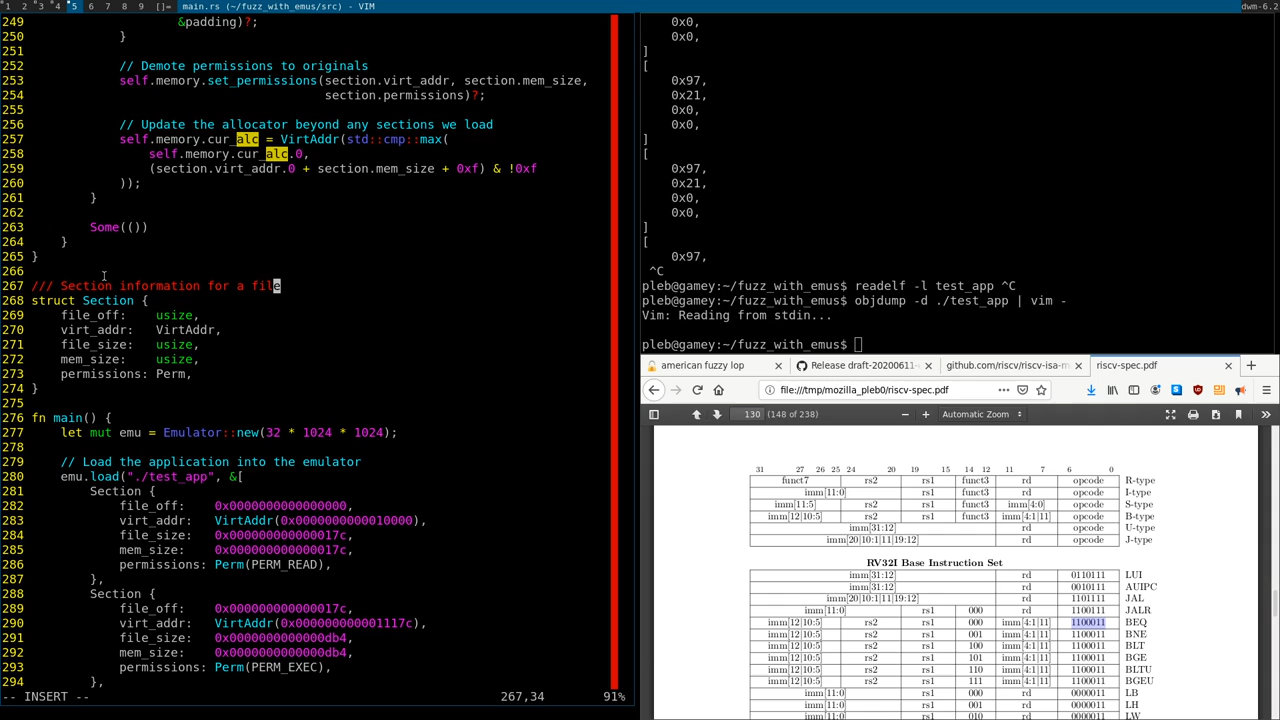 1 2 3 4 5 6 7 8 9 []= main.rs (~/fuzz_with_emus/src) - VIM dwm-6.2
249                     &padding)?;
250             }
251
252             // Demote permissions to originals
253             self.memory.set_permissions(section.virt_addr, section.mem_size,
254                                         section.permissions)?;
255
256             // Update the allocator beyond any sections we load
257             self.memory.cur_alc = VirtAddr(std::cmp::max(
258                 self.memory.cur_alc.0,
259                 (section.virt_addr.0 + section.mem_size + 0xf) & !0xf
260             ));
261         }
262
263         Some(())
264     }
265 }
266
267 /// Section information for a file
268 struct Section {
269     file_off:    usize,
270     virt_addr:   VirtAddr,
271     file_size:   usize,
272     mem_size:    usize,
273     permissions: Perm,
274 }
275
276 fn main() {
277     let mut emu = Emulator::new(32 * 1024 * 1024);
278
279     // Load the application into the emulator
280     emu.load("./test_app", &[
281         Section {
282             file_off:    0x0000000000000000,
283             virt_addr:   VirtAddr(0x0000000000010000),
284             file_size:   0x000000000000017c,
285             mem_size:    0x000000000000017c,
286             permissions: Perm(PERM_READ),
287         },
288         Section {
289             file_off:    0x000000000000017c,
290             virt_addr:   VirtAddr(0x000000000001117c),
291             file_size:   0x0000000000000db4,
292             mem_size:    0x0000000000000db4,
293             permissions: Perm(PERM_EXEC),
294         },
-- INSERT -- 267,34 91%
    0x0,
    0x0,
]
[
    0x97,
    0x21,
    0x0,
    0x0,
]
[
    0x97,
    0x21,
    0x0,
    0x0,
]
[
    0x97,
 ^C
pleb@gamey:~/fuzz_with_emus$ readelf -l test_app ^C
pleb@gamey:~/fuzz_with_emus$ objdump -d ./test_app | vim -
Vim: Reading from stdin...

pleb@gamey:~/fuzz_with_emus$
american fuzzy lop Release draft-20200611- github.com/riscv/riscv-isa-m riscv-spec.pdf
file:///tmp/mozilla_pleb0/riscv-spec.pdf
130 (148 of 238) Automatic Zoom
31 27 26 25 24 20 19 15 14 12 11 7 6 0
funct7 rs2 rs1 funct3 rd opcode R-type
imm[11:0] rs1 funct3 rd opcode I-type
imm[11:5] rs2 rs1 funct3 imm[4:0] opcode S-type
imm[12|10:5] rs2 rs1 funct3 imm[4:1|11] opcode B-type
imm[31:12] rd opcode U-type
imm[20|10:1|11|19:12] rd opcode J-type
RV32I Base Instruction Set
imm[31:12] rd 0110111 LUI
imm[31:12] rd 0010111 AUIPC
imm[20|10:1|11|19:12] rd 1101111 JAL
imm[11:0] rs1 000 rd 1100111 JALR
imm[12|10:5] rs2 rs1 000 imm[4:1|11] 1100011 BEQ
imm[12|10:5] rs2 rs1 001 imm[4:1|11] 1100011 BNE
imm[12|10:5] rs2 rs1 100 imm[4:1|11] 1100011 BLT
imm[12|10:5] rs2 rs1 101 imm[4:1|11] 1100011 BGE
imm[12|10:5] rs2 rs1 110 imm[4:1|11] 1100011 BLTU
imm[12|10:5] rs2 rs1 111 imm[4:1|11] 1100011 BGEU
imm[11:0] rs1 000 rd 0000011 LB
imm[11:0] rs1 001 rd 0000011 LH
imm[11:0] rs1 010 rd 0000011 LW